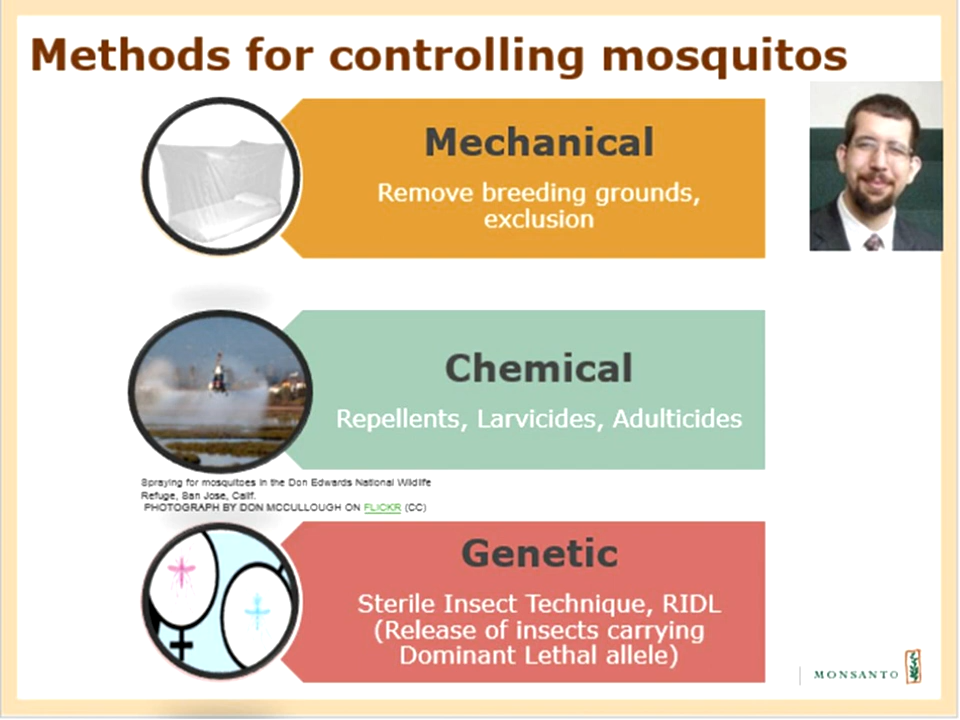 Methods for controlling mosquitos
Mechanical
Remove breeding grounds,
exclusion
Chemical
Repellents, Larvicides, Adulticides
Spraying for mosquitoes in the Don Edwards National Wildlife
Refuge, San Jose, Calif.
PHOTOGRAPH BY DON MCCULLOUGH ON FLICKR (CC)
Genetic
Sterile Insect Technique, RIDL
(Release of insects carrying
Dominant Lethal allele)
MONSANTO